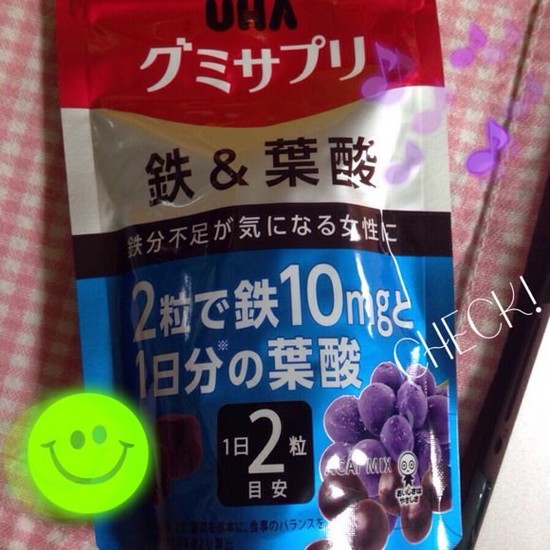 UHA
グミサプリ
鉄&葉酸
鉄分不足が気になる女性に
2粒で鉄10mgと
1日分※の葉酸
CHECK!
1日2粒
目安
ACAI MIX